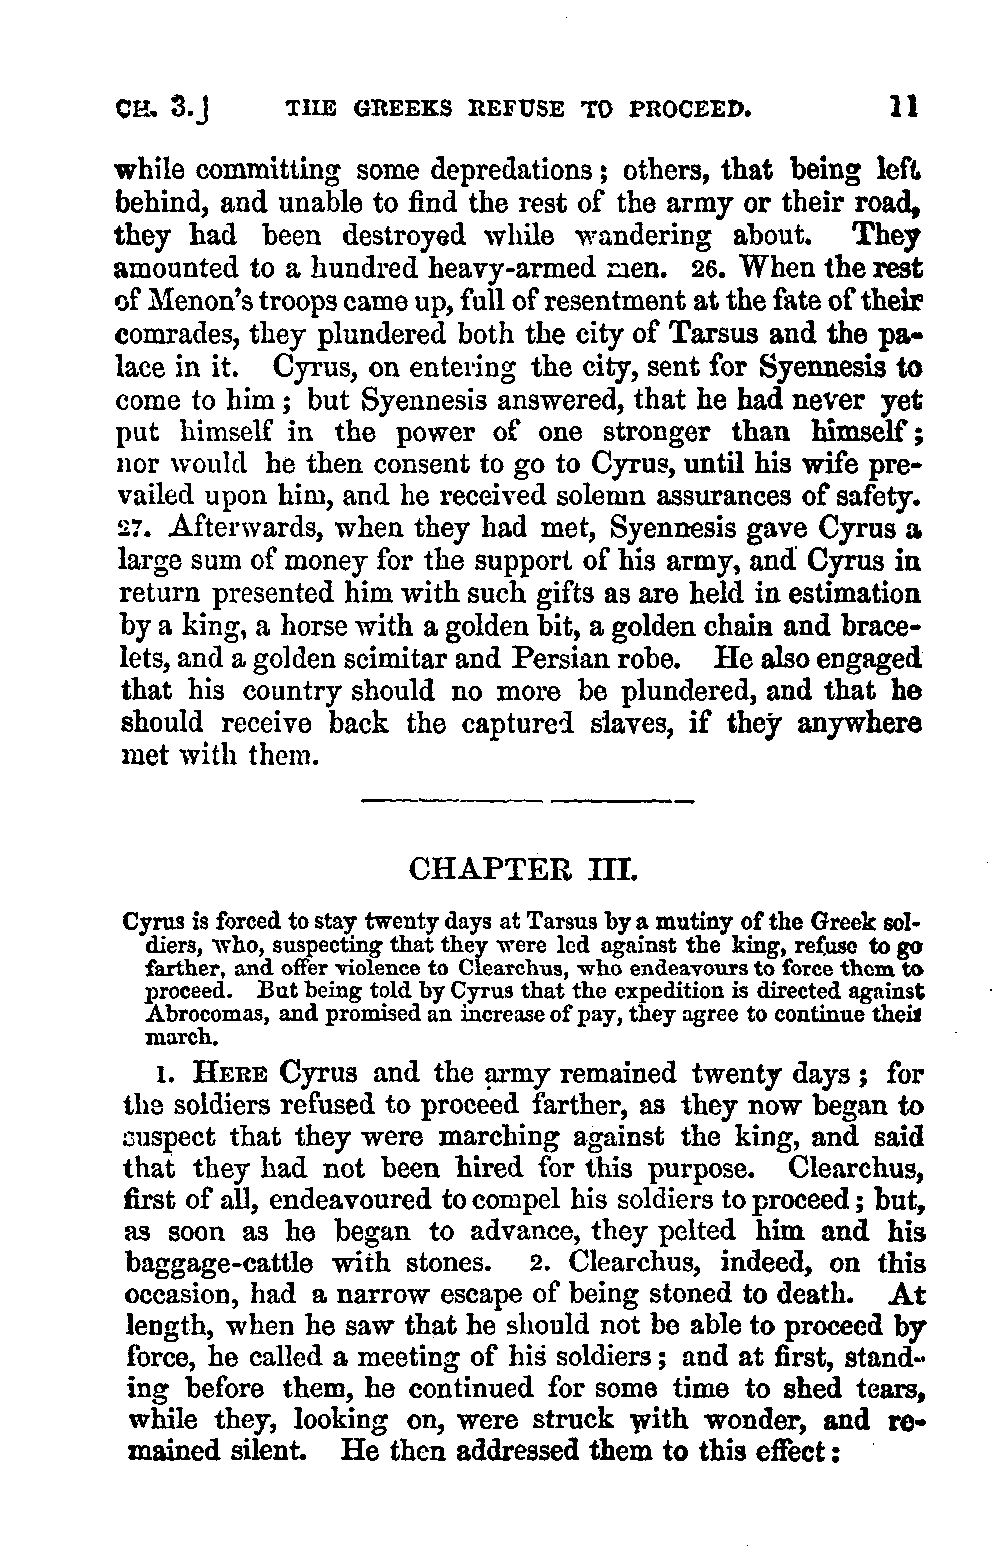 CH. 3.] THE GREEKS REFUSE TO PROCEED. 11
while committing some depredations; others, that being left
behind, and unable to find the rest of the army or their road,
they had been destroyed while wandering about. They
amounted to a hundred heavy-armed men. 26. When the rest
of Menon's troops came up, full of resentment at the fate of their
comrades, they plundered both the city of Tarsus and the pa-
lace in it. Cyrus, on entering the city, sent for Syennesis to
come to him; but Syennesis answered, that he had never yet
put himself in the power of one stronger than himself;
nor would he then consent to go to Cyrus, until his wife pre-
vailed upon him, and he received solemn assurances of safety.
27. Afterwards, when they had met, Syennesis gave Cyrus a
large sum of money for the support of his army, and Cyrus in
return presented him with such gifts as are held in estimation
by a king, a horse with a golden bit, a golden chain and brace-
lets, and a golden scimitar and Persian robe. He also engaged
that his country should no more be plundered, and that he
should receive back the captured slaves, if they anywhere
met with them.
CHAPTER III.
Cyrus is forced to stay twenty days at Tarsus by a mutiny of the Greek sol-
diers, who, suspecting that they were led against the king, refuse to go
farther, and offer violence to Clearchus, who endeavours to force them to
proceed. But being told by Cyrus that the expedition is directed against
Abrocomas, and promised an increase of pay, they agree to continue their
march.
1. HERE Cyrus and the army remained twenty days; for
the soldiers refused to proceed farther, as they now began to
suspect that they were marching against the king, and said
that they had not been hired for this purpose. Clearchus,
first of all, endeavoured to compel his soldiers to proceed; but,
as soon as he began to advance, they pelted him and his
baggage-cattle with stones. 2. Clearchus, indeed, on this
occasion, had a narrow escape of being stoned to death. At
length, when he saw that he should not be able to proceed by
force, he called a meeting of his soldiers; and at first, stand-
ing before them, he continued for some time to shed tears,
while they, looking on, were struck with wonder, and re-
mained silent. He then addressed them to this effect: